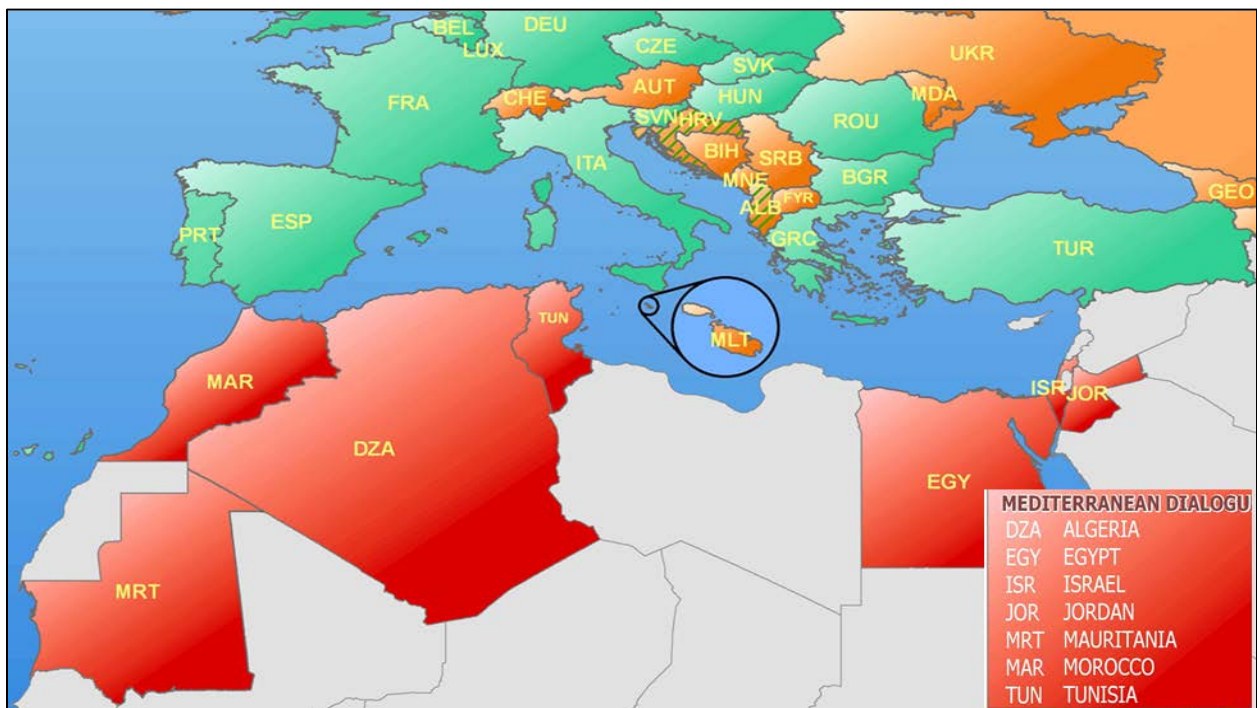 BEL
DEU
LUX
CZE
UKR
SVK
FRA
CHE
AUT
HUN
MDA
SVN
HRV
ROU
ITA
BIH
SRB
MNE
BGR
GEO
ALB
FYR
PRT
ESP
GRC
TUR
TUN
MLT
MAR
ISR
JOR
DZA
EGY
MRT
MEDITERRANEAN DIALOGU
DZA ALGERIA
EGY EGYPT
ISR ISRAEL
JOR JORDAN
MRT MAURITANIA
MAR MOROCCO
TUN TUNISIA